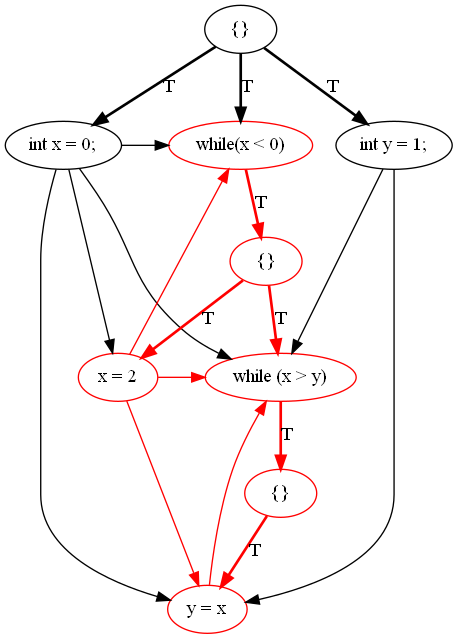 {}
T
T
T
int x = 0;
while(x < 0)
int y = 1;
T
{}
T
T
x = 2
while (x > y)
T
{}
T
y = x